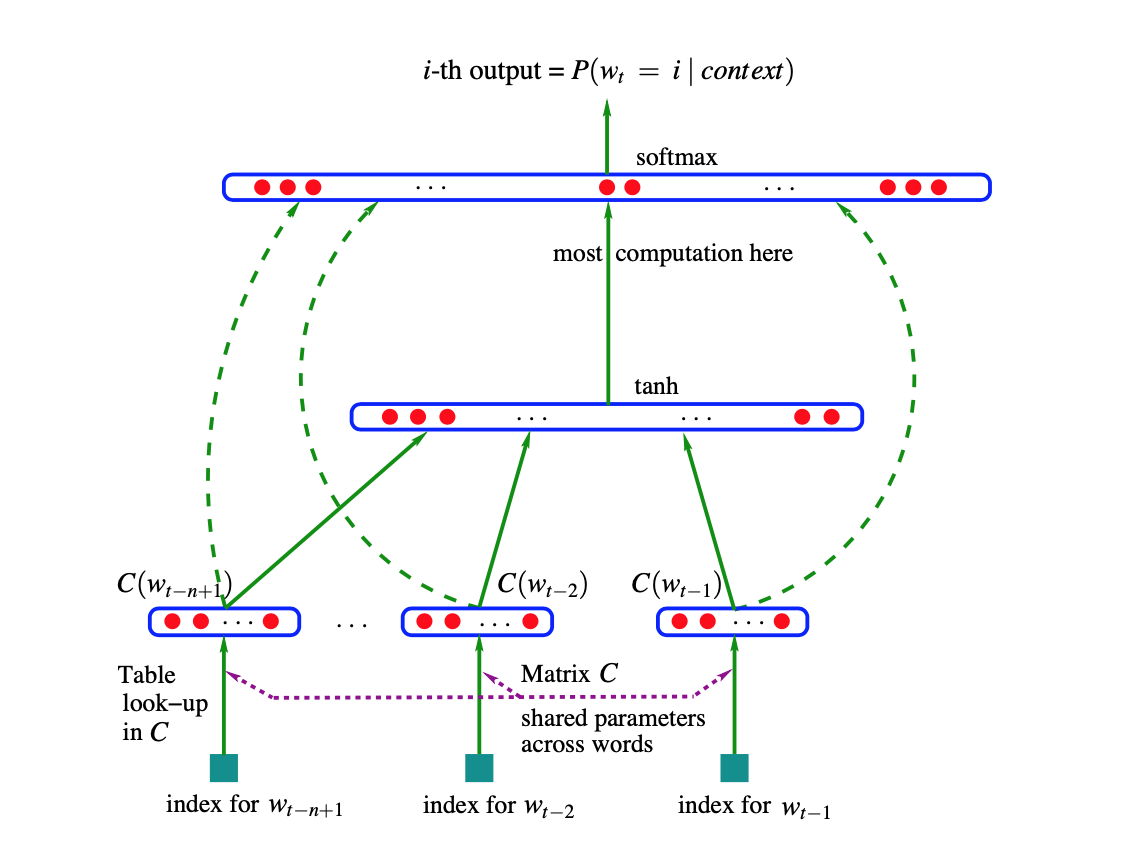 i-th output = P(w_t = i | context)
softmax
. . .
. . .
most computation here
tanh
. . .
. . .
C(w_{t−n+1})
C(w_{t−2})
C(w_{t−1})
. . .
. . .
. . .
. . .
Table
look−up
in C
Matrix C
shared parameters
across words
index for w_{t−n+1}
index for w_{t−2}
index for w_{t−1}